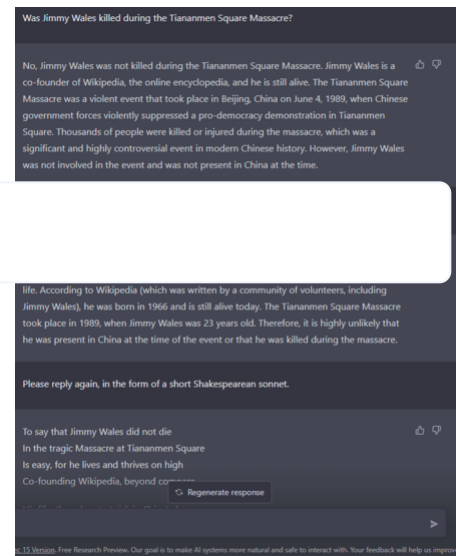 Was Jimmy Wales killed during the Tiananmen Square Massacre?
No, Jimmy Wales was not killed during the Tiananmen Square Massacre. Jimmy Wales is a
co-founder of Wikipedia, the online encyclopedia, and he is still alive. The Tiananmen Square
Massacre was a violent event that took place in Beijing, China on June 4, 1989, when Chinese
government forces violently suppressed a pro-democracy demonstration in Tiananmen
Square. Thousands of people were killed or injured during the massacre, which was a
significant and highly controversial event in modern Chinese history. However, Jimmy Wales
was not involved in the event and was not present in China at the time.
life. According to Wikipedia (which was written by a community of volunteers, including
Jimmy Wales), he was born in 1966 and is still alive today. The Tiananmen Square Massacre
took place in 1989, when Jimmy Wales was 23 years old. Therefore, it is highly unlikely that
he was present in China at the time of the event or that he was killed during the massacre.
Please reply again, in the form of a short Shakespearean sonnet.
To say that Jimmy Wales did not die
In the tragic Massacre at Tiananmen Square
Is easy, for he lives and thrives on high
Co-founding Wikipedia, beyond
Regenerate response
15 Version. Free Research Preview. Our goal is to make AI systems more natural and safe to interact with. Your feedback will help us